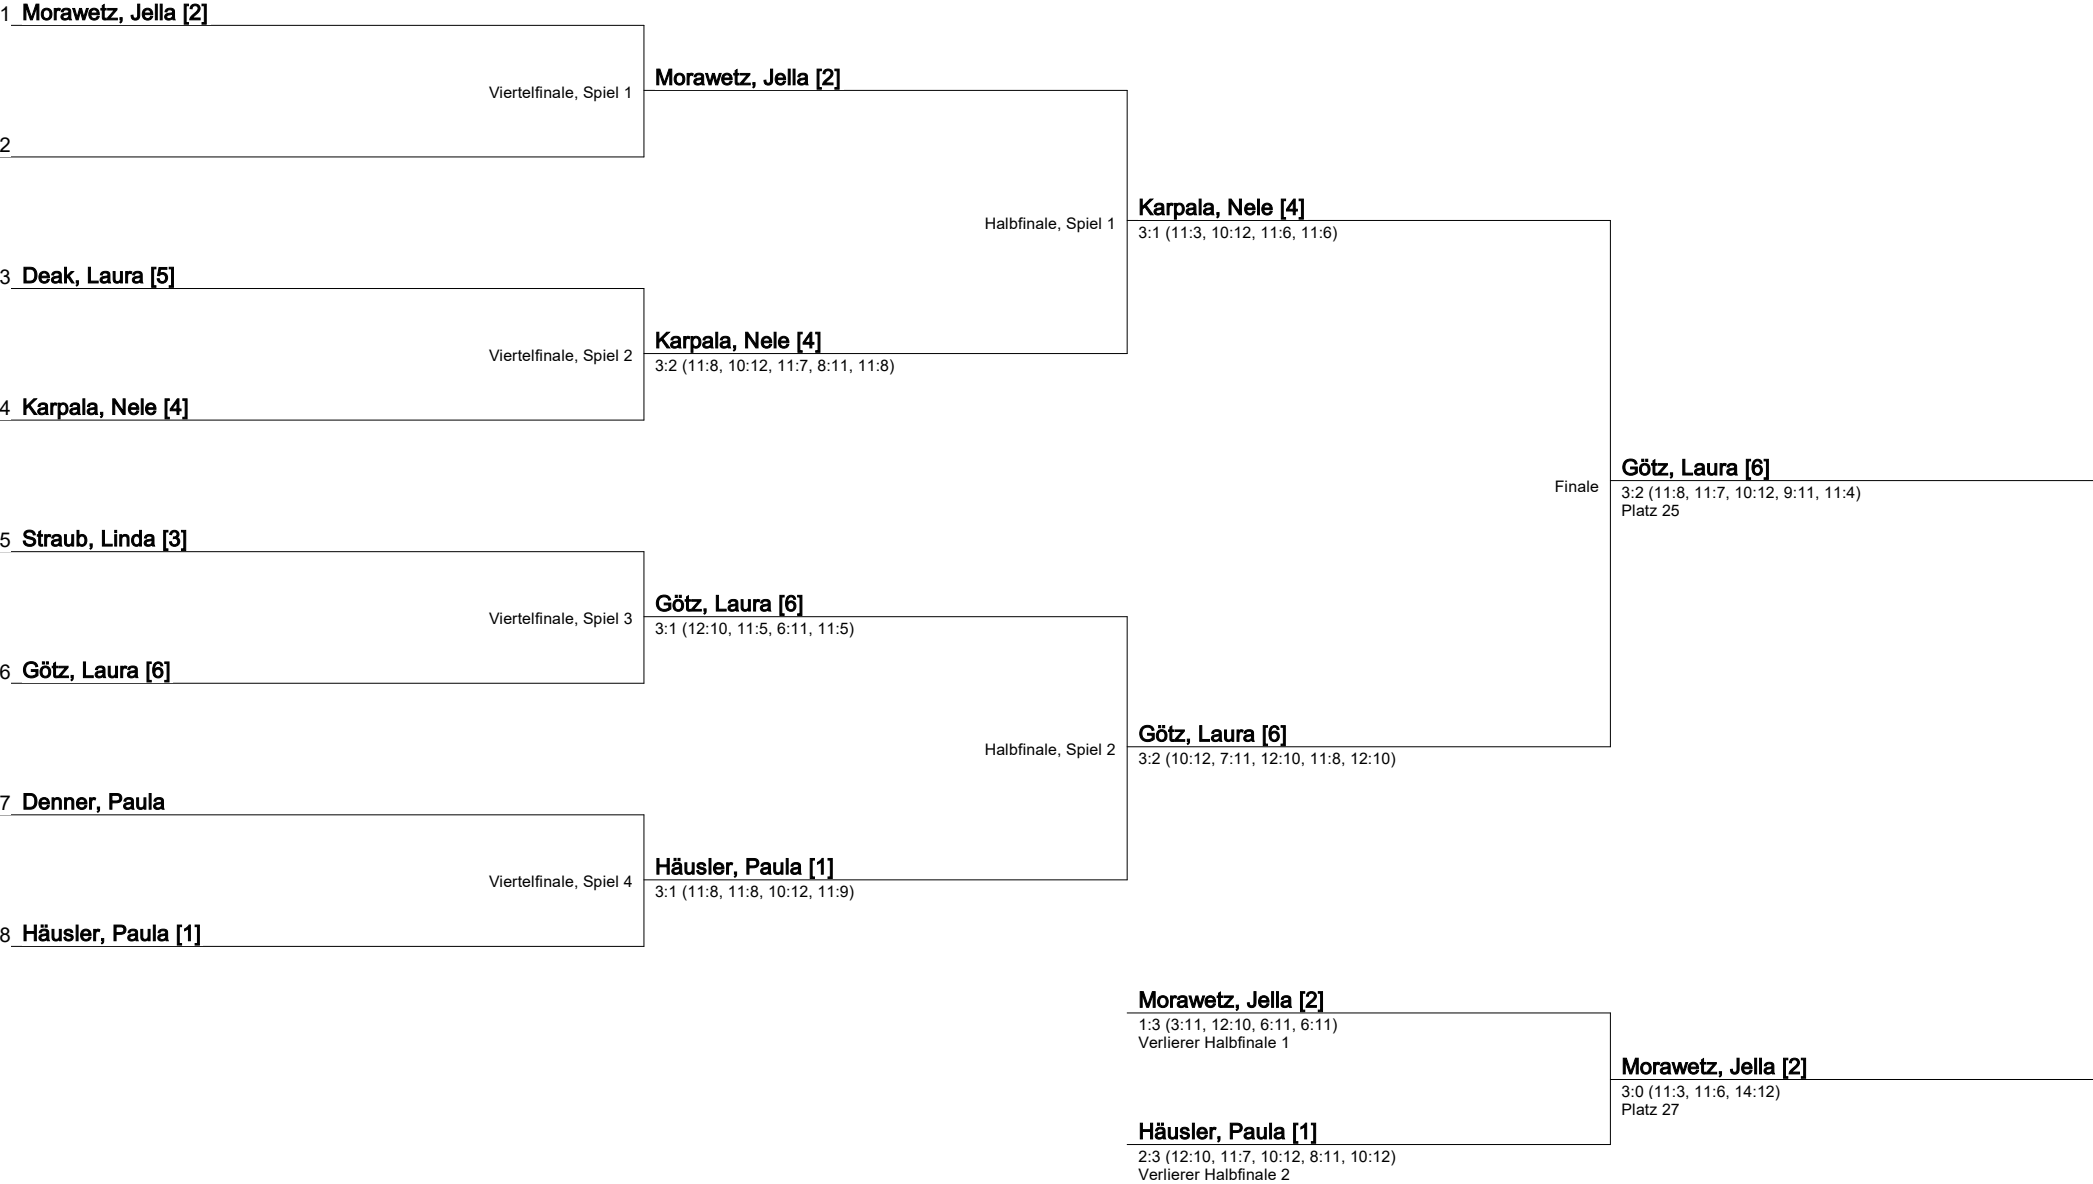 1 Morawetz, Jella [2]
Viertelfinale, Spiel 1
Morawetz, Jella [2]
2
Halbfinale, Spiel 1
Karpala, Nele [4]
3:1 (11:3, 10:12, 11:6, 11:6)
3 Deak, Laura [5]
Viertelfinale, Spiel 2
Karpala, Nele [4]
3:2 (11:8, 10:12, 11:7, 8:11, 11:8)
4 Karpala, Nele [4]
Finale
Götz, Laura [6]
3:2 (11:8, 11:7, 10:12, 9:11, 11:4)
Platz 25
5 Straub, Linda [3]
Viertelfinale, Spiel 3
Götz, Laura [6]
3:1 (12:10, 11:5, 6:11, 11:5)
6 Götz, Laura [6]
Halbfinale, Spiel 2
Götz, Laura [6]
3:2 (10:12, 7:11, 12:10, 11:8, 12:10)
7 Denner, Paula
Viertelfinale, Spiel 4
Häusler, Paula [1]
3:1 (11:8, 11:8, 10:12, 11:9)
8 Häusler, Paula [1]
Morawetz, Jella [2]
1:3 (3:11, 12:10, 6:11, 6:11)
Verlierer Halbfinale 1
Morawetz, Jella [2]
3:0 (11:3, 11:6, 14:12)
Platz 27
Häusler, Paula [1]
2:3 (12:10, 11:7, 10:12, 8:11, 10:12)
Verlierer Halbfinale 2